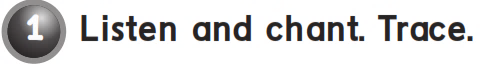 1 Listen and chant. Trace.